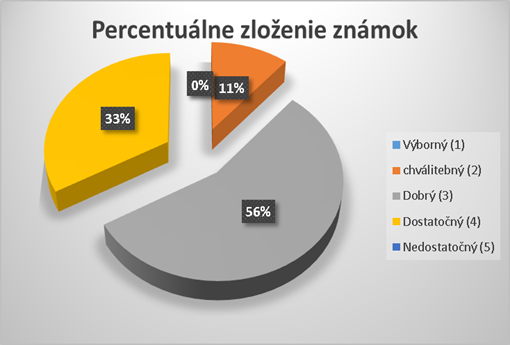 Percentuálne zloženie známok
0%
11%
33%
56%
Výborný (1)
chválitebný (2)
Dobrý (3)
Dostatočný (4)
Nedostatočný (5)